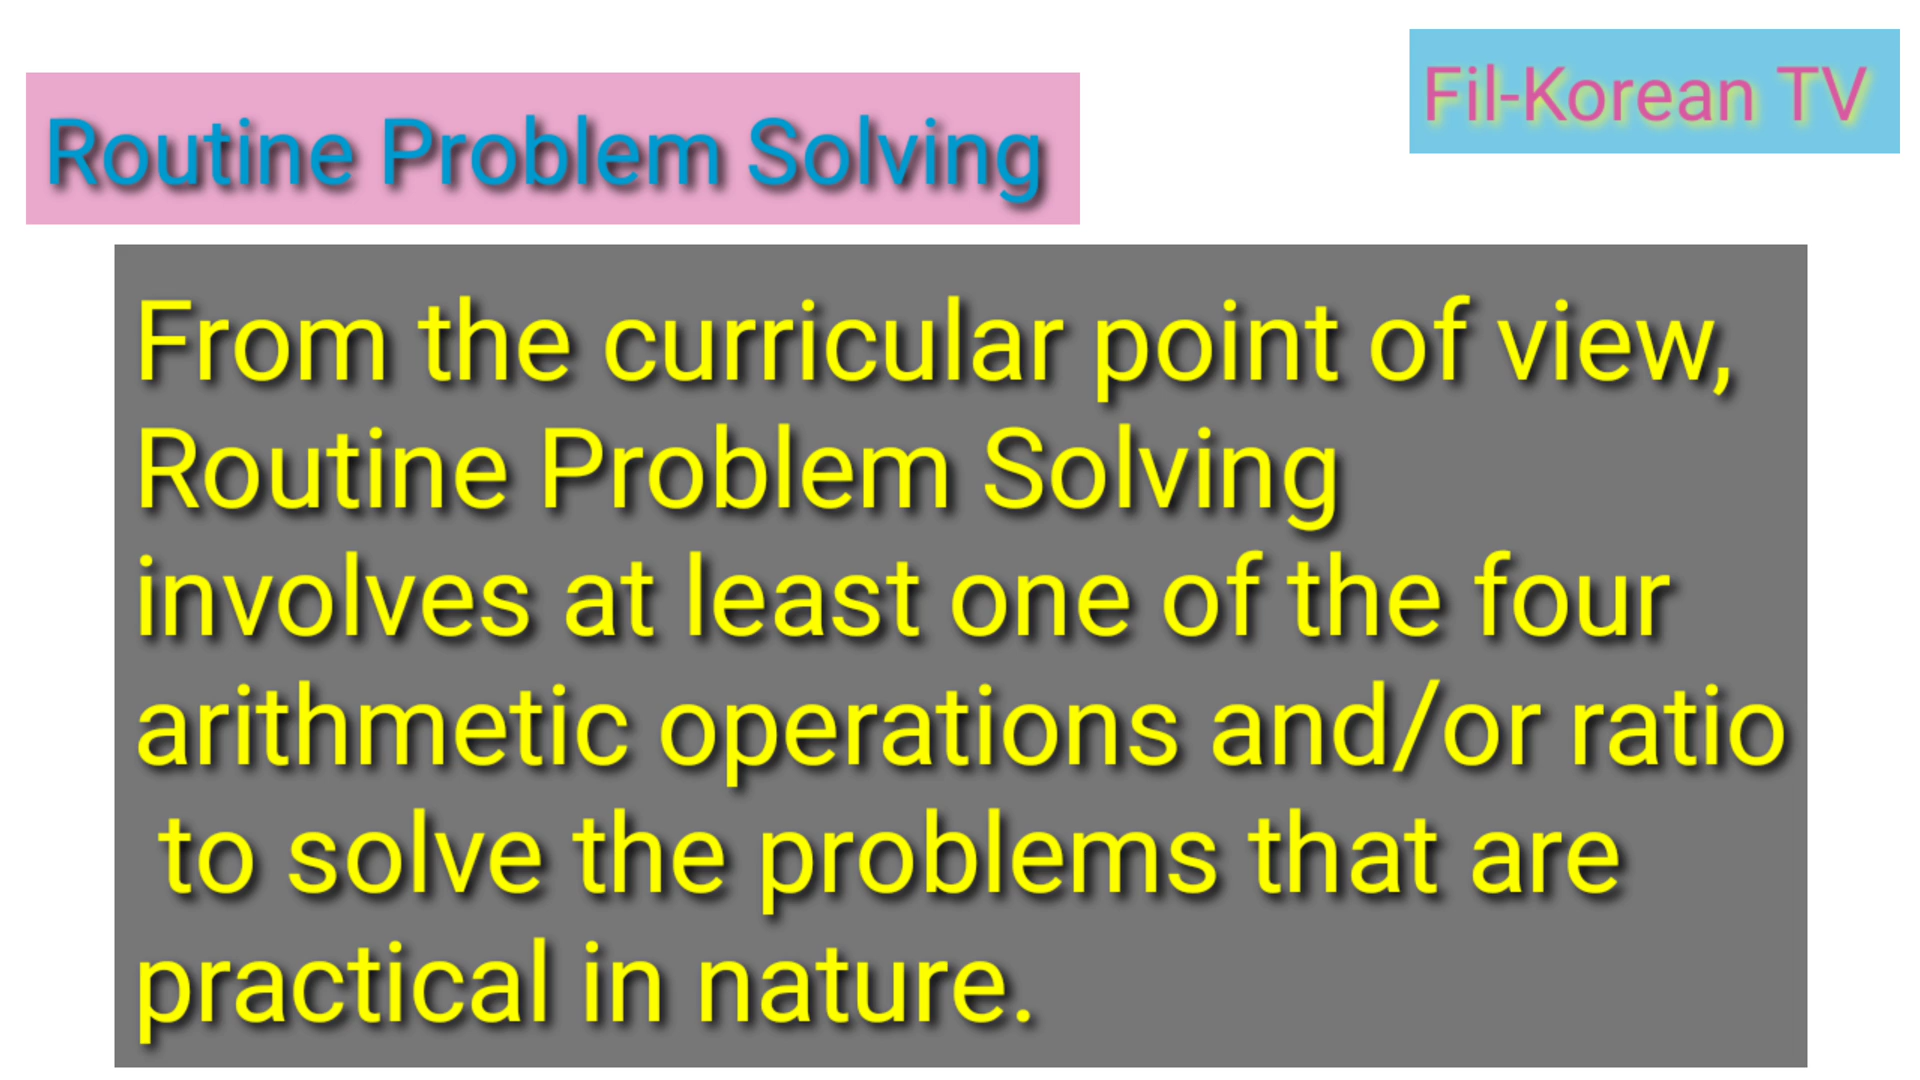 Fil-Korean TV
Routine Problem Solving
From the curricular point of view,
Routine Problem Solving
involves at least one of the four
arithmetic operations and/or ratio
to solve the problems that are
practical in nature.